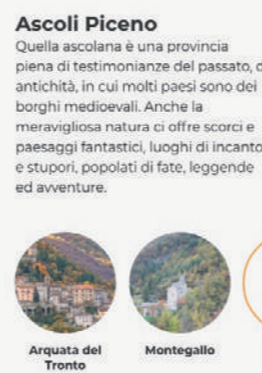 Ascoli Piceno
Quella ascolana è una provincia
piena di testimonianze del passato, d
antichità, in cui molti paesi sono dei
borghi medioevali. Anche la
meravigliosa natura ci offre scorci e
paesaggi fantastici, luoghi di incanto
e stupori, popolati di fate, leggende
ed avventure.
Arquata del
Tronto
Montegallo